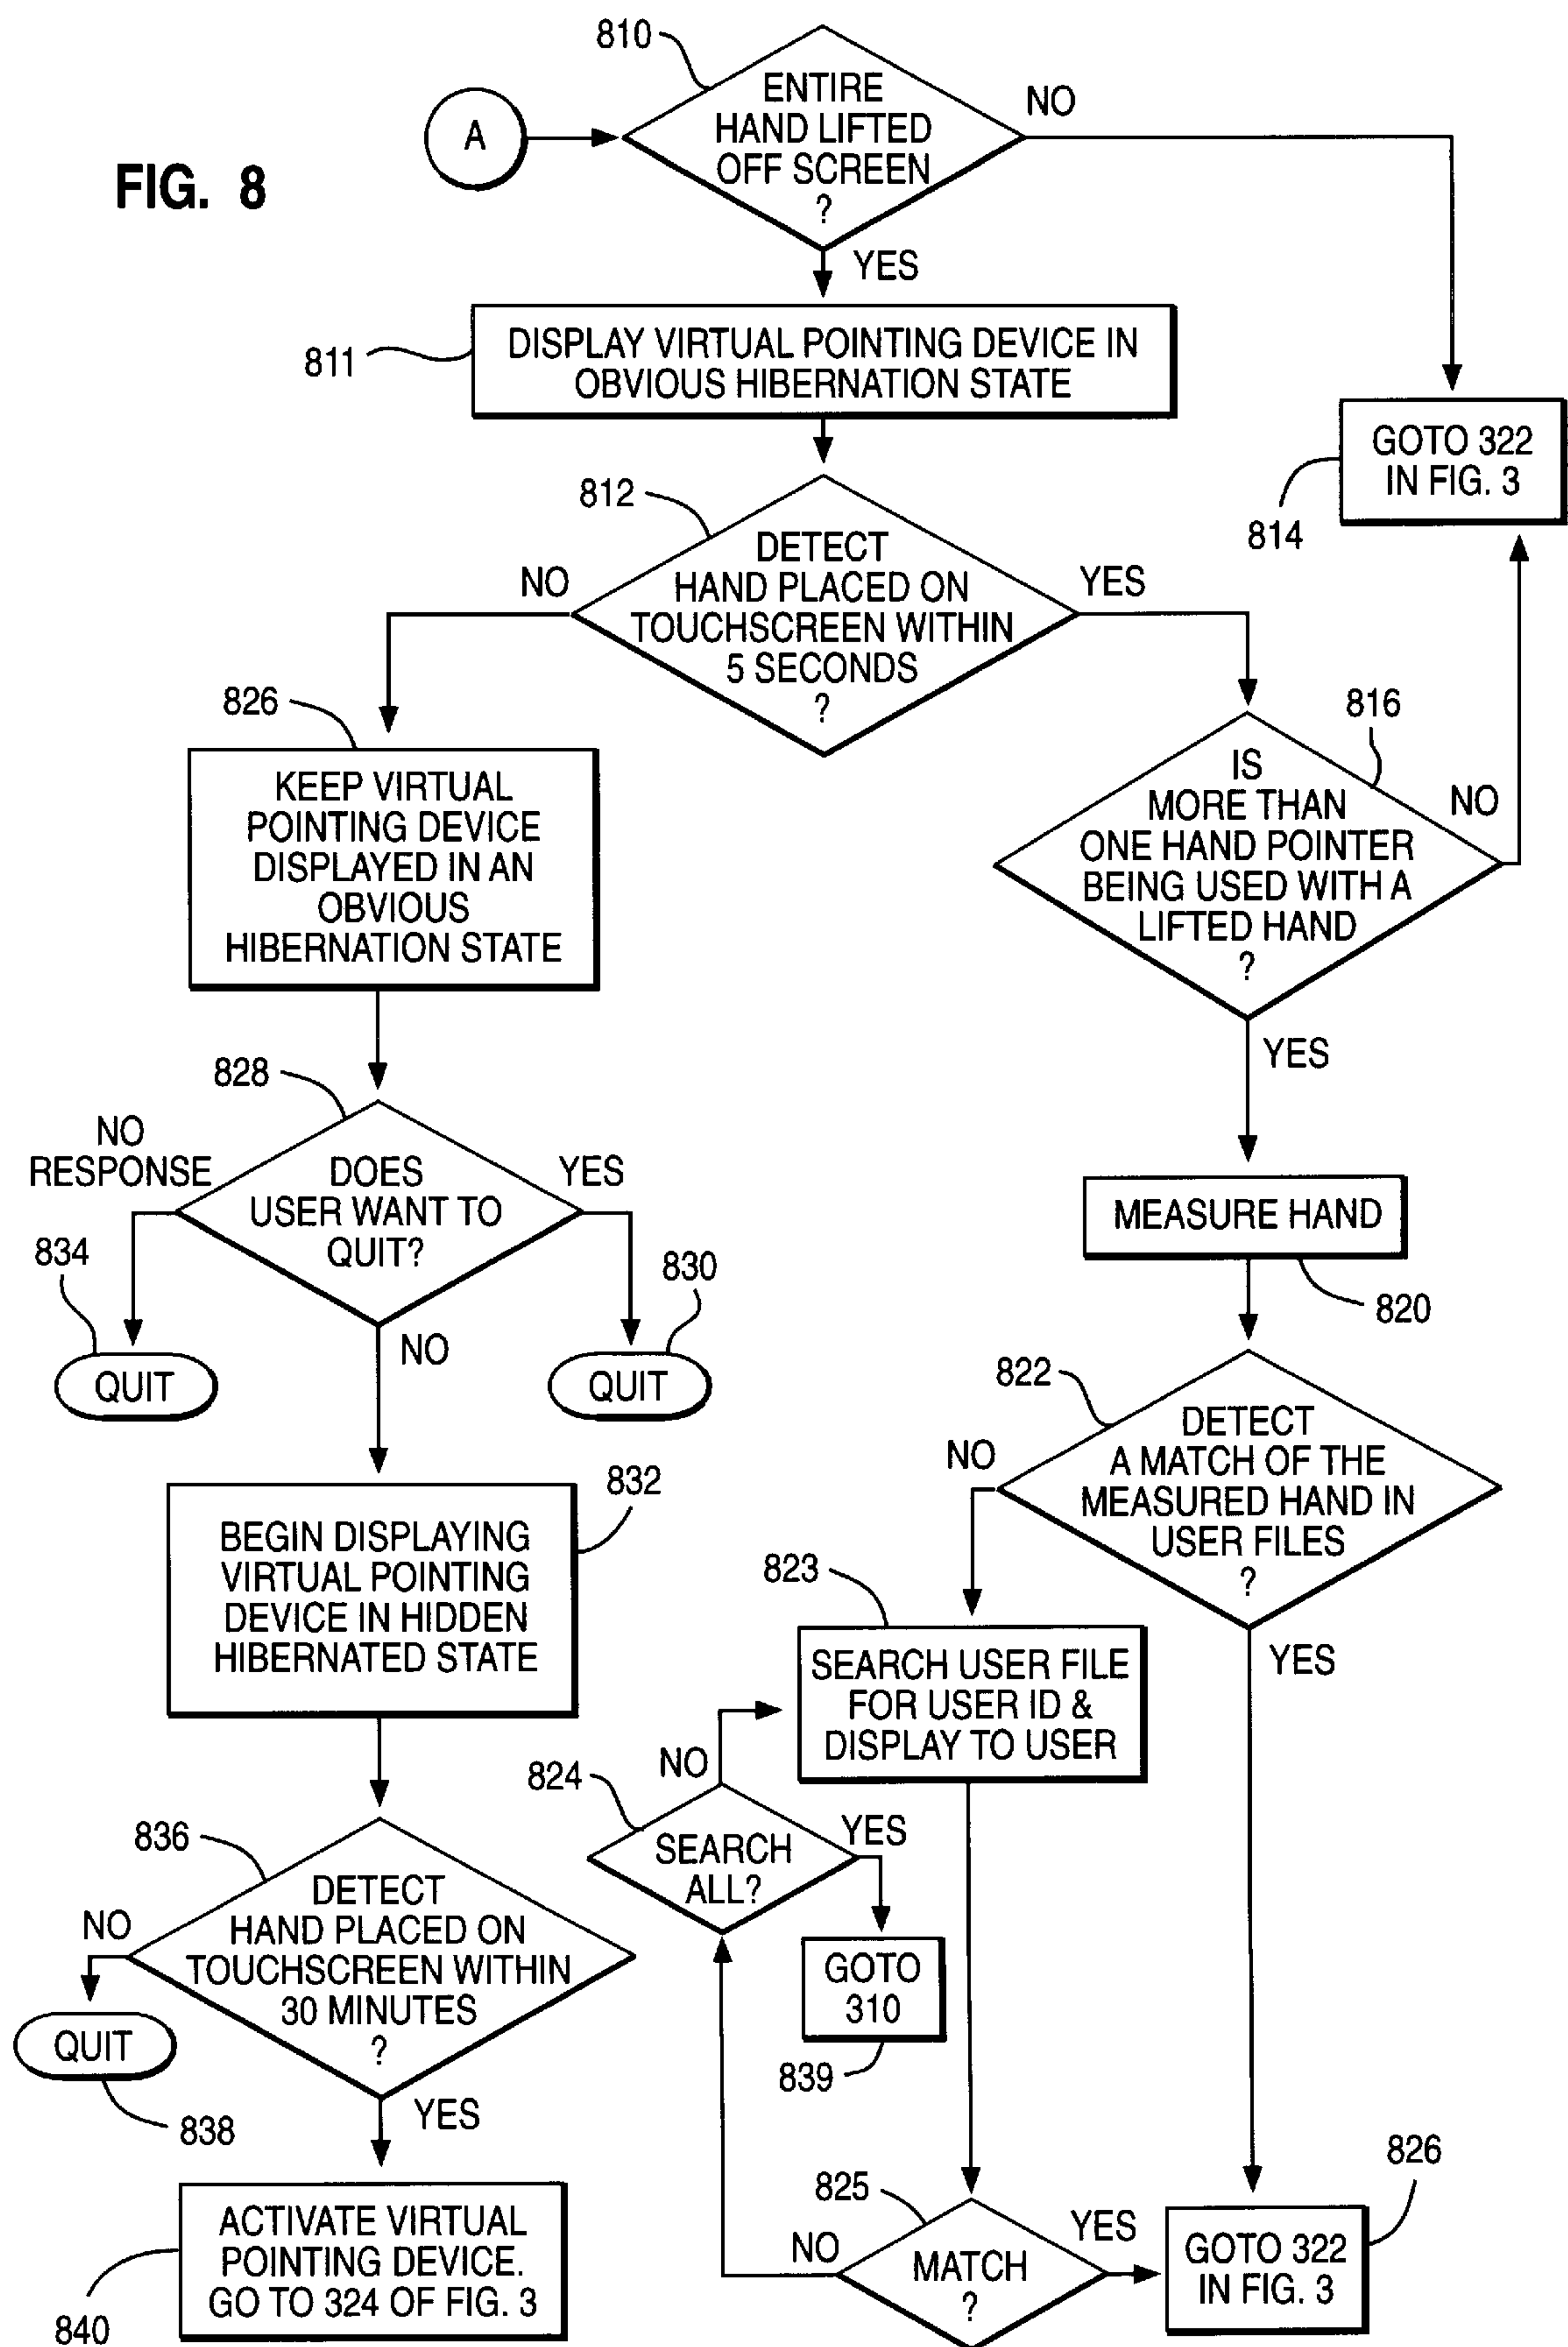 FIG. 8
810
A
ENTIRE
HAND LIFTED
OFF SCREEN
?
NO
YES
811
DISPLAY VIRTUAL POINTING DEVICE IN
OBVIOUS HIBERNATION STATE
GOTO 322
IN FIG. 3
814
812
DETECT
HAND PLACED ON
TOUCHSCREEN WITHIN
5 SECONDS
?
NO
YES
826
KEEP VIRTUAL
POINTING DEVICE
DISPLAYED IN AN
OBVIOUS
HIBERNATION STATE
816
IS
MORE THAN
ONE HAND POINTER
BEING USED WITH A
LIFTED HAND
?
NO
YES
828
NO
RESPONSE
DOES
USER WANT TO
QUIT?
YES
834
QUIT
830
QUIT
NO
MEASURE HAND
820
822
DETECT
A MATCH OF THE
MEASURED HAND IN
USER FILES
?
NO
YES
832
BEGIN DISPLAYING
VIRTUAL POINTING
DEVICE IN HIDDEN
HIBERNATED STATE
823
SEARCH USER FILE
FOR USER ID &
DISPLAY TO USER
824
NO
SEARCH
ALL?
YES
GOTO
310
839
836
DETECT
HAND PLACED ON
TOUCHSCREEN WITHIN
30 MINUTES
?
NO
QUIT
838
YES
840
ACTIVATE VIRTUAL
POINTING DEVICE.
GO TO 324 OF FIG. 3
825
MATCH
?
NO
YES
826
GOTO 322
IN FIG. 3